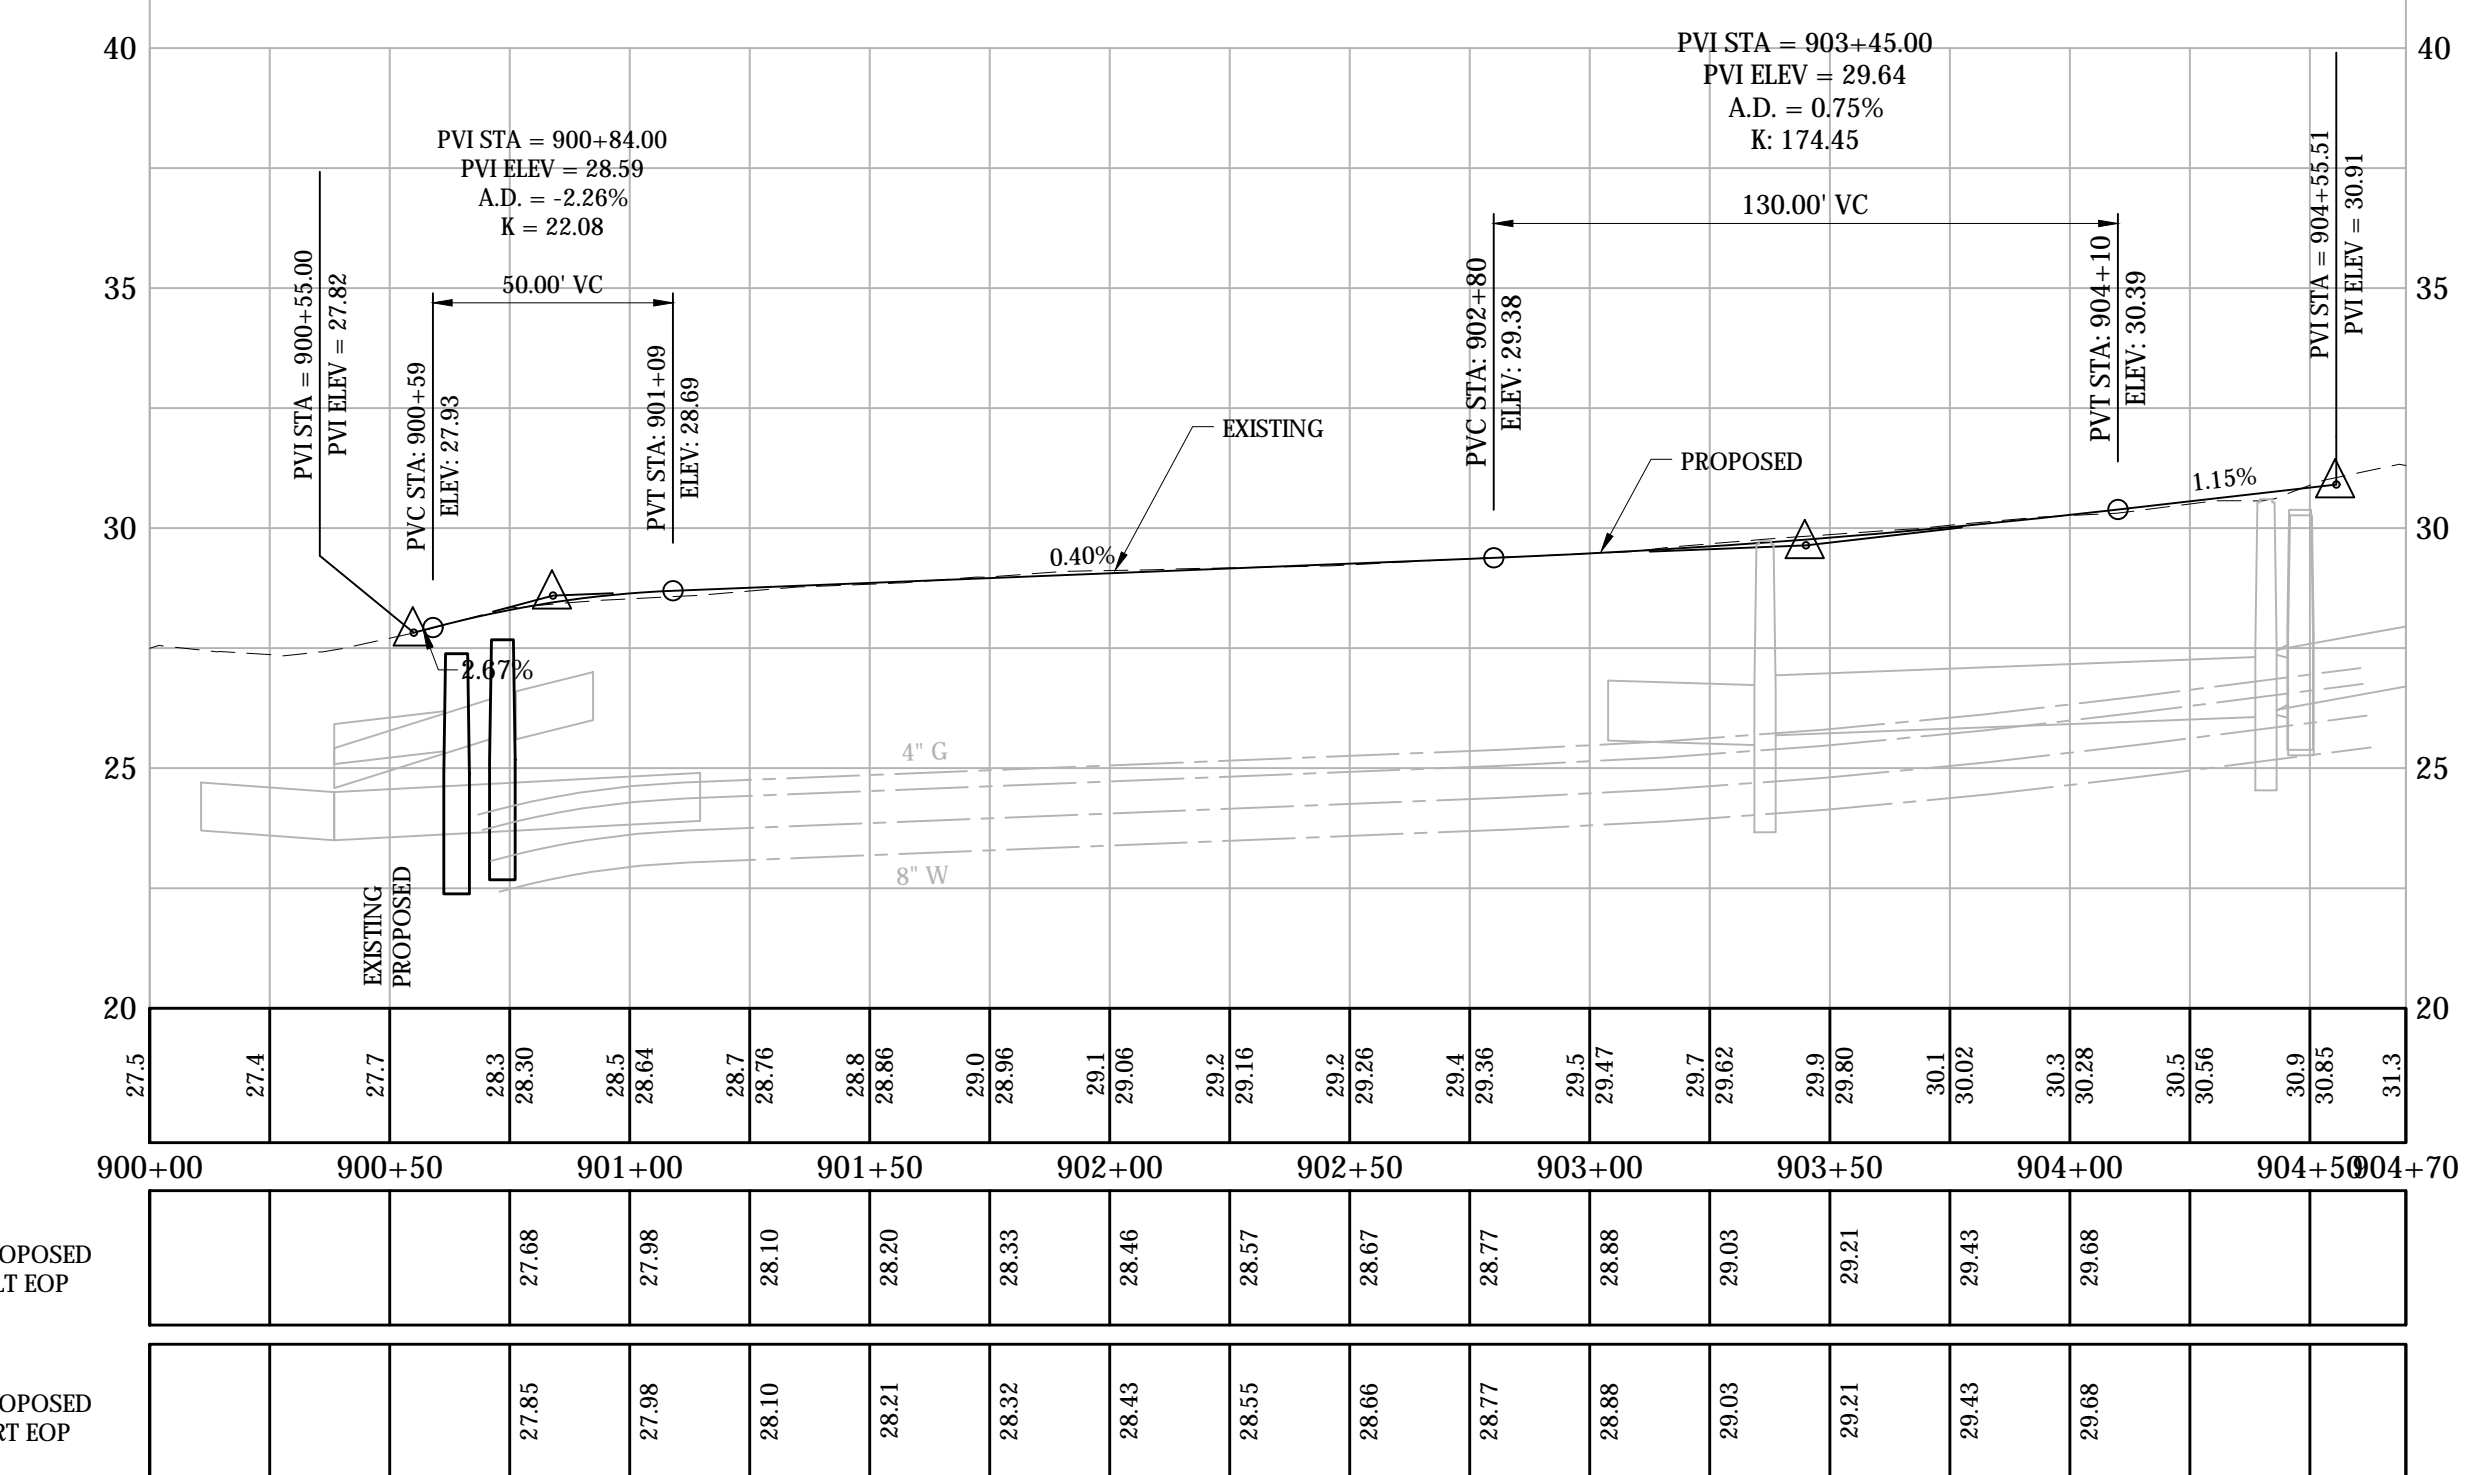 40
40
PVI STA = 903+45.00
PVI ELEV = 29.64
A.D. = 0.75%
K: 174.45
PVI STA = 900+84.00
PVI ELEV = 28.59
A.D. = -2.26%
K = 22.08
130.00' VC
50.00' VC
35
35
PVI STA = 900+55.00
PVI ELEV = 27.82
PVC STA: 900+59
ELEV: 27.93
PVT STA: 901+09
ELEV: 28.69
PVC STA: 902+80
ELEV: 29.38
PVT STA: 904+10
ELEV: 30.39
PVI STA = 904+55.51
PVI ELEV = 30.91
EXISTING
PROPOSED
1.15%
30
30
0.40%
2.67%
25
25
4" G
8" W
EXISTING
PROPOSED
20
20
27.5
27.4
27.7
28.3
28.30
28.5
28.64
28.7
28.76
28.8
28.86
29.0
28.96
29.1
29.06
29.2
29.16
29.2
29.26
29.4
29.36
29.5
29.47
29.7
29.62
29.9
29.80
30.1
30.02
30.3
30.28
30.5
30.56
30.9
30.85
31.3
900+00 900+50 901+00 901+50 902+00 902+50 903+00 903+50 904+00 904+50 904+70
OPOSED
LT EOP
27.68
27.98
28.10
28.20
28.33
28.46
28.57
28.67
28.77
28.88
29.03
29.21
29.43
29.68
OPOSED
RT EOP
27.85
27.98
28.10
28.21
28.32
28.43
28.55
28.66
28.77
28.88
29.03
29.21
29.43
29.68